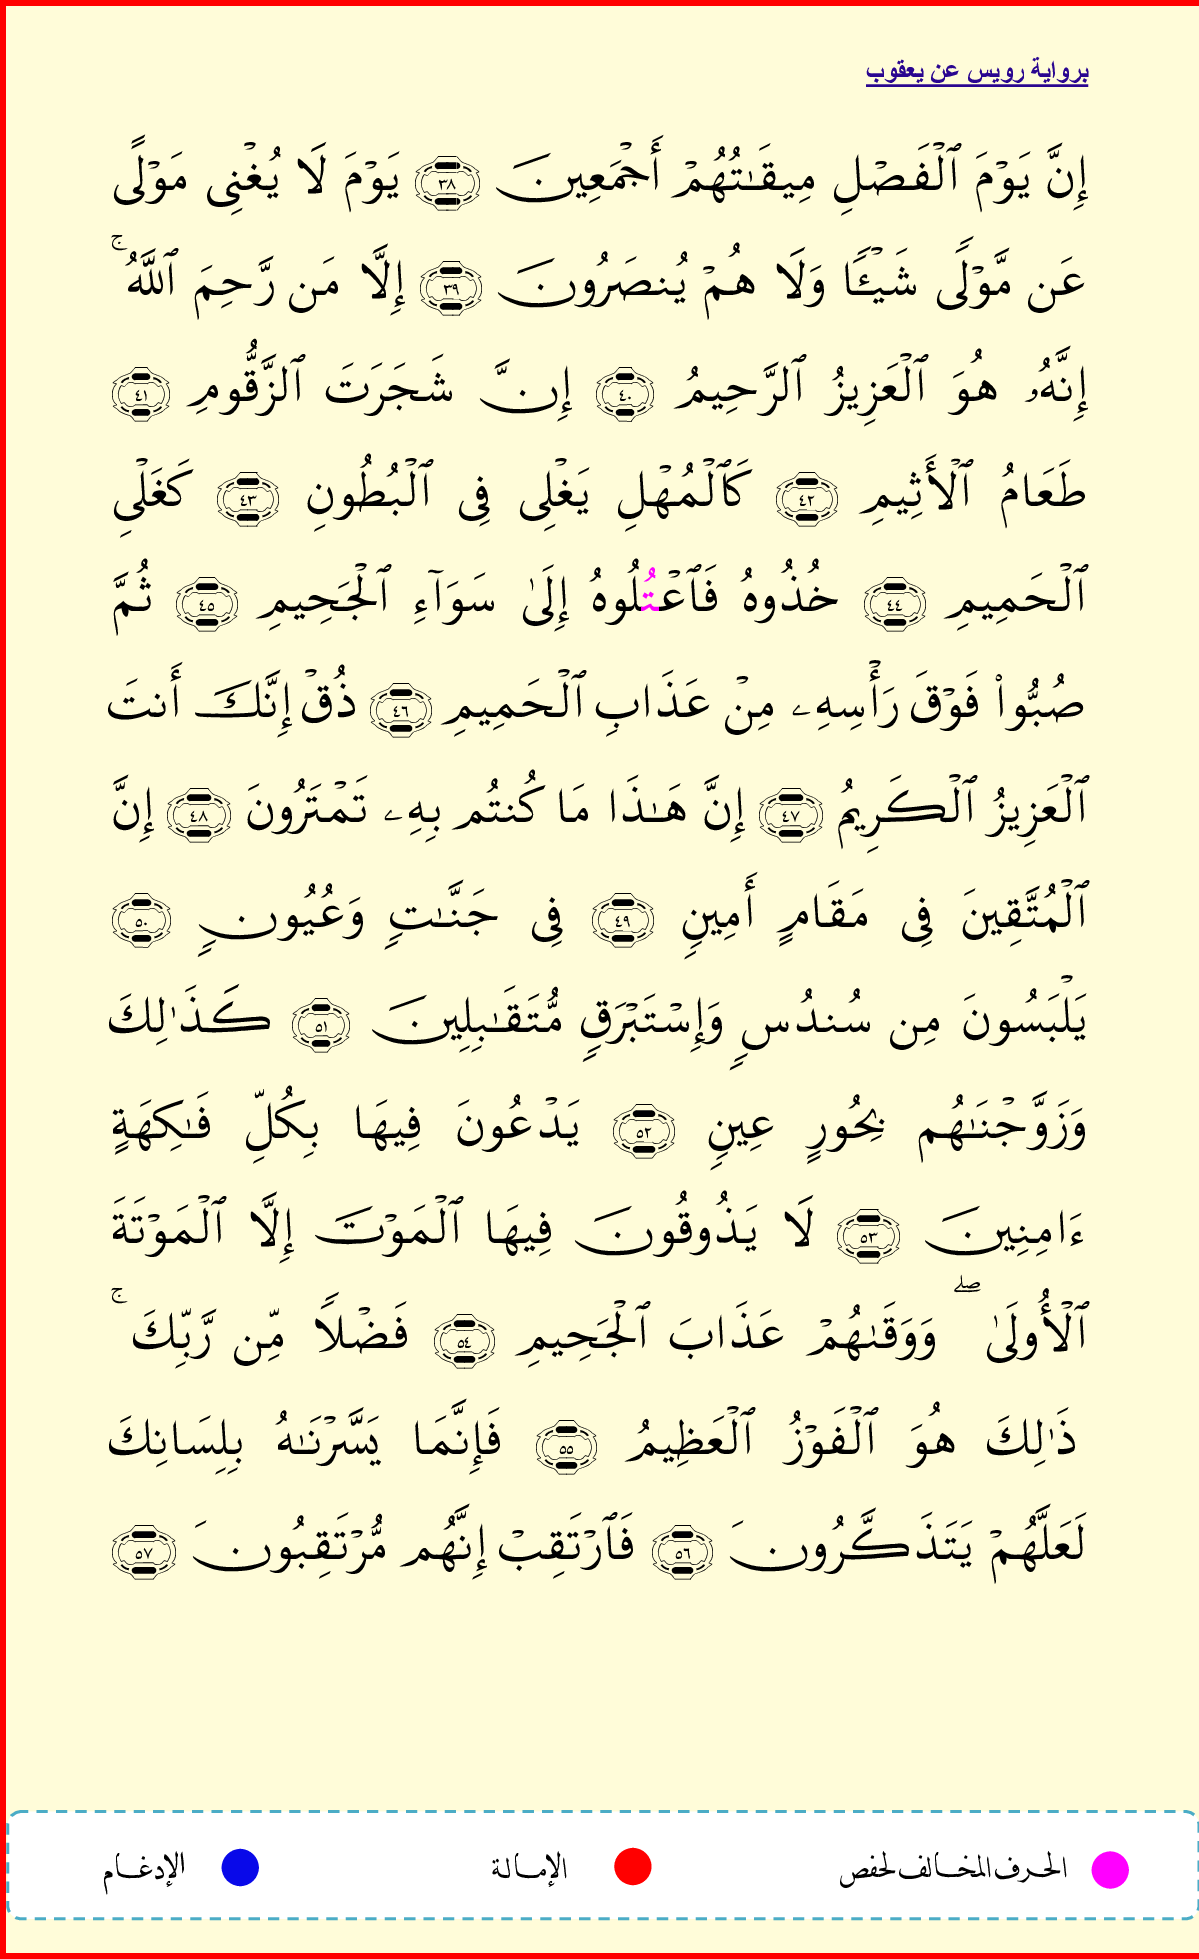 برواية رويس عن يعقوب
إِنَّ يَوْمَ ٱلْفَصْلِ مِيقَـٰتُهُمْ أَجْمَعِينَ ٣٨ يَوْمَ لَا يُغْنِى مَوْلًى
عَن مَّوْلًى شَيْـًٔا وَلَا هُمْ يُنصَرُونَ ٣٩ إِلَّا مَن رَّحِمَ ٱللَّهُ ۚ
إِنَّهُۥ هُوَ ٱلْعَزِيزُ ٱلرَّحِيمُ ٤٠ إِنَّ شَجَرَتَ ٱلزَّقُّومِ ٤١
طَعَامُ ٱلْأَثِيمِ ٤٢ كَٱلْمُهْلِ يَغْلِى فِى ٱلْبُطُونِ ٤٣ كَغَلْىِ
ٱلْحَمِيمِ ٤٤ خُذُوهُ فَٱعْتُلُوهُ إِلَىٰ سَوَآءِ ٱلْجَحِيمِ ٤٥ ثُمَّ
صُبُّوا۟ فَوْقَ رَأْسِهِۦ مِنْ عَذَابِ ٱلْحَمِيمِ ٤٦ ذُقْ إِنَّكَ أَنتَ
ٱلْعَزِيزُ ٱلْكَرِيمُ ٤٧ إِنَّ هَـٰذَا مَا كُنتُم بِهِۦ تَمْتَرُونَ ٤٨ إِنَّ
ٱلْمُتَّقِينَ فِى مَقَامٍ أَمِينٍ ٤٩ فِى جَنَّـٰتٍ وَعُيُونٍ ٥٠
يَلْبَسُونَ مِن سُندُسٍ وَإِسْتَبْرَقٍ مُّتَقَـٰبِلِينَ ٥١ كَذَٰلِكَ
وَزَوَّجْنَـٰهُم بِحُورٍ عِينٍ ٥٢ يَدْعُونَ فِيهَا بِكُلِّ فَـٰكِهَةٍ
ءَامِنِينَ ٥٣ لَا يَذُوقُونَ فِيهَا ٱلْمَوْتَ إِلَّا ٱلْمَوْتَةَ
ٱلْأُولَىٰ ۖ وَوَقَىٰهُمْ عَذَابَ ٱلْجَحِيمِ ٥٤ فَضْلًا مِّن رَّبِّكَ ۚ
ذَٰلِكَ هُوَ ٱلْفَوْزُ ٱلْعَظِيمُ ٥٥ فَإِنَّمَا يَسَّرْنَـٰهُ بِلِسَانِكَ
لَعَلَّهُمْ يَتَذَكَّرُونَ ٥٦ فَٱرْتَقِبْ إِنَّهُم مُّرْتَقِبُونَ ٥٧
الحرف المخالف لحفص الإمالة الإدغام